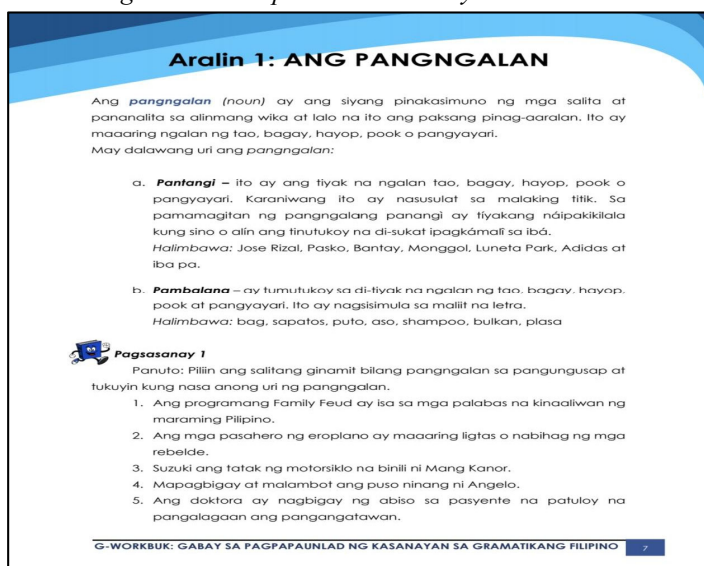 Aralin 1: ANG PANGNGALAN
Ang pangngalan (noun) ay ang siyang pinakasimuno ng mga salita at
pananalita sa alinmang wika at lalo na ito ang paksang pinag-aaralan. Ito ay
maaaring ngalan ng tao, bagay, hayop, pook o pangyayari.
May dalawang uri ang pangngalan:
a. Pantangi – ito ay ang tiyak na ngalan tao, bagay, hayop, pook o
pangyayari. Karaniwang ito ay nasusulat sa malaking titik. Sa
pamamagitan ng pangngalang panangì ay tíyakang náipakikilala
kung sino o alín ang tinutukoy na di-sukat ipagkámalî sa ibá.
Halimbawa: Jose Rizal, Pasko, Bantay, Monggol, Luneta Park, Adidas at
iba pa.
b. Pambalana – ay tumutukoy sa di-tiyak na ngalan ng tao, bagay, hayop,
pook at pangyayari. Ito ay nagsisimula sa maliit na letra.
Halimbawa: bag, sapatos, puto, aso, shampoo, bulkan, plasa
Pagsasanay 1
Panuto: Piliin ang salitang ginamit bilang pangngalan sa pangungusap at
tukuyin kung nasa anong uri ng pangngalan.
1. Ang programang Family Feud ay isa sa mga palabas na kinaaliwan ng
maraming Pilipino.
2. Ang mga pasahero ng eroplano ay maaaring ligtas o nabihag ng mga
rebelde.
3. Suzuki ang tatak ng motorsiklo na binili ni Mang Kanor.
4. Mapagbigay at malambot ang puso ninang ni Angelo.
5. Ang doktora ay nagbigay ng abiso sa pasyente na patuloy na
pangalagaan ang pangangatawan.
G-WORKBUK: GABAY SA PAGPAPAUNLAD NG KASANAYAN SA GRAMATIKANG FILIPINO 7